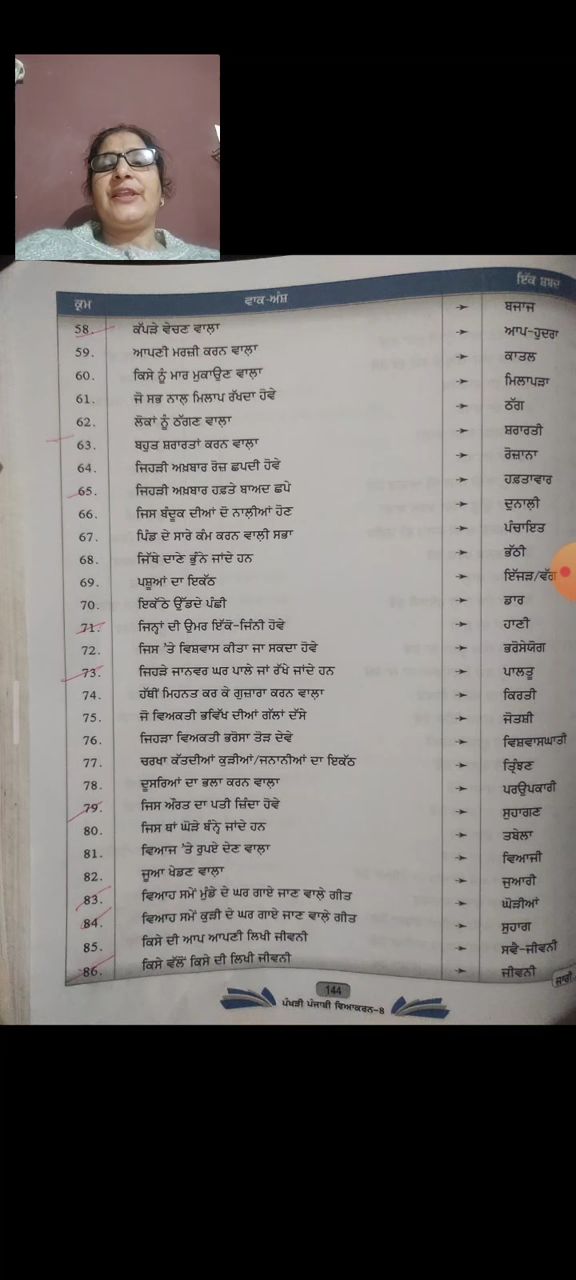 ਕ੍ਰਮ ਵਾਕ-ਅੰਸ਼ ਇੱਕ ਸ਼ਬਦ
58. ਕੱਪੜੇ ਵੇਚਣ ਵਾਲ਼ਾ → ਬਜਾਜ
59. ਆਪਣੀ ਮਰਜ਼ੀ ਕਰਨ ਵਾਲ਼ਾ → ਆਪ-ਹੁਦਰਾ
60. ਕਿਸੇ ਨੂੰ ਮਾਰ ਮੁਕਾਉਣ ਵਾਲ਼ਾ → ਕਾਤਲ
61. ਜੋ ਸਭ ਨਾਲ਼ ਮਿਲਾਪ ਰੱਖਦਾ ਹੋਵੇ → ਮਿਲਾਪੜਾ
62. ਲੋਕਾਂ ਨੂੰ ਠੱਗਣ ਵਾਲ਼ਾ → ਠੱਗ
63. ਬਹੁਤ ਸ਼ਰਾਰਤਾਂ ਕਰਨ ਵਾਲ਼ਾ → ਸ਼ਰਾਰਤੀ
64. ਜਿਹੜੀ ਅਖ਼ਬਾਰ ਰੋਜ਼ ਛਪਦੀ ਹੋਵੇ → ਰੋਜ਼ਾਨਾ
65. ਜਿਹੜੀ ਅਖ਼ਬਾਰ ਹਫ਼ਤੇ ਬਾਅਦ ਛਪੇ → ਹਫ਼ਤਾਵਾਰ
66. ਜਿਸ ਬੰਦੂਕ ਦੀਆਂ ਦੋ ਨਾਲ਼ੀਆਂ ਹੋਣ → ਦੁਨਾਲ਼ੀ
67. ਪਿੰਡ ਦੇ ਸਾਰੇ ਕੰਮ ਕਰਨ ਵਾਲ਼ੀ ਸਭਾ → ਪੰਚਾਇਤ
68. ਜਿੱਥੇ ਦਾਣੇ ਭੁੰਨੇ ਜਾਂਦੇ ਹਨ → ਭੱਠੀ
69. ਪਸ਼ੂਆਂ ਦਾ ਇਕੱਠ → ਇੱਜੜ/ਵੱਗ
70. ਇਕੱਠੇ ਉੱਡਦੇ ਪੰਛੀ → ਡਾਰ
71. ਜਿਨ੍ਹਾਂ ਦੀ ਉਮਰ ਇੱਕੋ-ਜਿੰਨੀ ਹੋਵੇ → ਹਾਣੀ
72. ਜਿਸ 'ਤੇ ਵਿਸ਼ਵਾਸ ਕੀਤਾ ਜਾ ਸਕਦਾ ਹੋਵੇ → ਭਰੋਸੇਯੋਗ
73. ਜਿਹੜੇ ਜਾਨਵਰ ਘਰ ਪਾਲੇ ਜਾਂ ਰੱਖੇ ਜਾਂਦੇ ਹਨ → ਪਾਲਤੂ
74. ਹੱਥੀਂ ਮਿਹਨਤ ਕਰ ਕੇ ਗੁਜ਼ਾਰਾ ਕਰਨ ਵਾਲ਼ਾ → ਕਿਰਤੀ
75. ਜੋ ਵਿਅਕਤੀ ਭਵਿੱਖ ਦੀਆਂ ਗੱਲਾਂ ਦੱਸੇ → ਜੋਤਸ਼ੀ
76. ਜਿਹੜਾ ਵਿਅਕਤੀ ਭਰੋਸਾ ਤੋੜ ਦੇਵੇ → ਵਿਸ਼ਵਾਸਘਾਤੀ
77. ਚਰਖਾ ਕੱਤਦੀਆਂ ਕੁੜੀਆਂ/ਜਨਾਨੀਆਂ ਦਾ ਇਕੱਠ → ਤ੍ਰਿੰਞਣ
78. ਦੂਸਰਿਆਂ ਦਾ ਭਲਾ ਕਰਨ ਵਾਲ਼ਾ → ਪਰਉਪਕਾਰੀ
79. ਜਿਸ ਔਰਤ ਦਾ ਪਤੀ ਜ਼ਿੰਦਾ ਹੋਵੇ → ਸੁਹਾਗਣ
80. ਜਿਸ ਥਾਂ ਘੋੜੇ ਬੰਨ੍ਹੇ ਜਾਂਦੇ ਹਨ → ਤਬੇਲਾ
81. ਵਿਆਜ 'ਤੇ ਰੁਪਏ ਦੇਣ ਵਾਲ਼ਾ → ਵਿਆਜੀ
82. ਜੂਆ ਖੇਡਣ ਵਾਲ਼ਾ → ਜੁਆਰੀ
83. ਵਿਆਹ ਸਮੇਂ ਮੁੰਡੇ ਦੇ ਘਰ ਗਾਏ ਜਾਣ ਵਾਲ਼ੇ ਗੀਤ → ਘੋੜੀਆਂ
84. ਵਿਆਹ ਸਮੇਂ ਕੁੜੀ ਦੇ ਘਰ ਗਾਏ ਜਾਣ ਵਾਲ਼ੇ ਗੀਤ → ਸੁਹਾਗ
85. ਕਿਸੇ ਦੀ ਆਪ ਆਪਣੀ ਲਿਖੀ ਜੀਵਨੀ → ਸਵੈ-ਜੀਵਨੀ
86. ਕਿਸੇ ਵੱਲੋਂ ਕਿਸੇ ਦੀ ਲਿਖੀ ਜੀਵਨੀ → ਜੀਵਨੀ
ਜਾਰੀ
144
ਪੰਖੜੀ ਪੰਜਾਬੀ ਵਿਆਕਰਨ-8